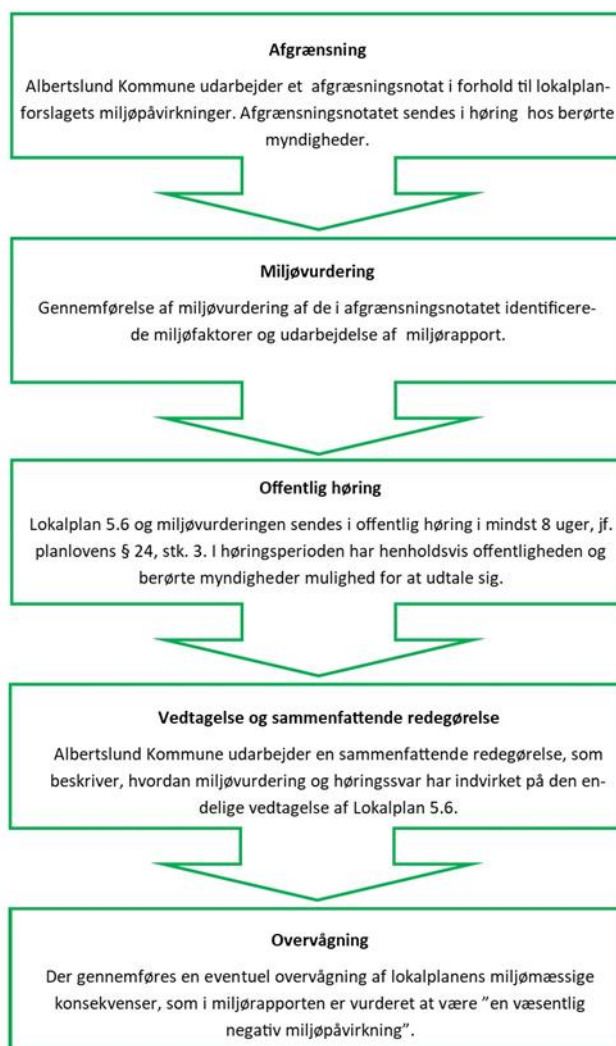 Afgrænsning
Albertslund Kommune udarbejder et afgræsningsnotat i forhold til lokalplan-
forslagets miljøpåvirkninger. Afgrænsningsnotatet sendes i høring hos berørte
myndigheder.
Miljøvurdering
Gennemførelse af miljøvurdering af de i afgrænsningsnotatet identificere-
de miljøfaktorer og udarbejdelse af miljørapport.
Offentlig høring
Lokalplan 5.6 og miljøvurderingen sendes i offentlig høring i mindst 8 uger, jf.
planlovens § 24, stk. 3. I høringsperioden har henholdsvis offentligheden og
berørte myndigheder mulighed for at udtale sig.
Vedtagelse og sammenfattende redegørelse
Albertslund Kommune udarbejder en sammenfattende redegørelse, som
beskriver, hvordan miljøvurdering og høringssvar har indvirket på den en-
delige vedtagelse af Lokalplan 5.6.
Overvågning
Der gennemføres en eventuel overvågning af lokalplanens miljømæssige
konsekvenser, som i miljørapporten er vurderet at være ”en væsentlig
negativ miljøpåvirkning”.